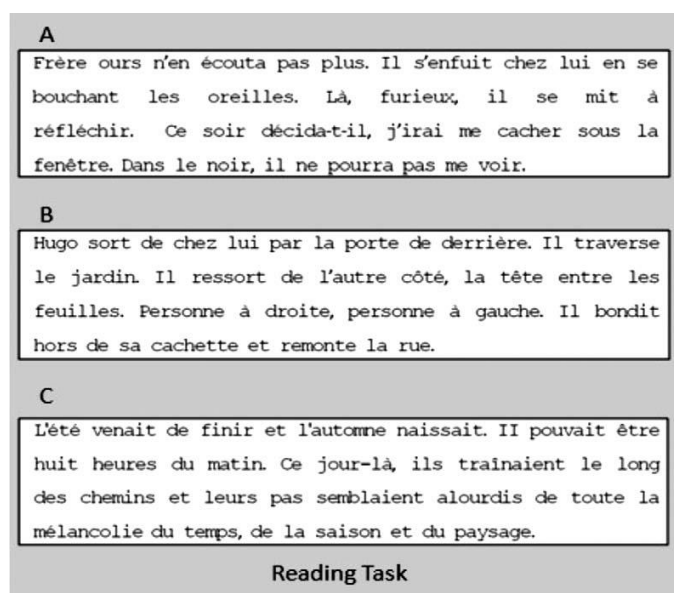 A
Frère ours n'en écouta pas plus. Il s'enfuit chez lui en se
bouchant les oreilles. Là, furieux, il se mit à
réfléchir. Ce soir décida-t-il, j'irai me cacher sous la
fenêtre. Dans le noir, il ne pourra pas me voir.
B
Hugo sort de chez lui par la porte de derrière. Il traverse
le jardin. Il ressort de l'autre côté, la tête entre les
feuilles. Personne à droite, personne à gauche. Il bondit
hors de sa cachette et remonte la rue.
C
L'été venait de finir et l'automne naissait. II pouvait être
huit heures du matin. Ce jour-là, ils traînaient le long
des chemins et leurs pas semblaient alourdis de toute la
mélancolie du temps, de la saison et du paysage.
Reading Task